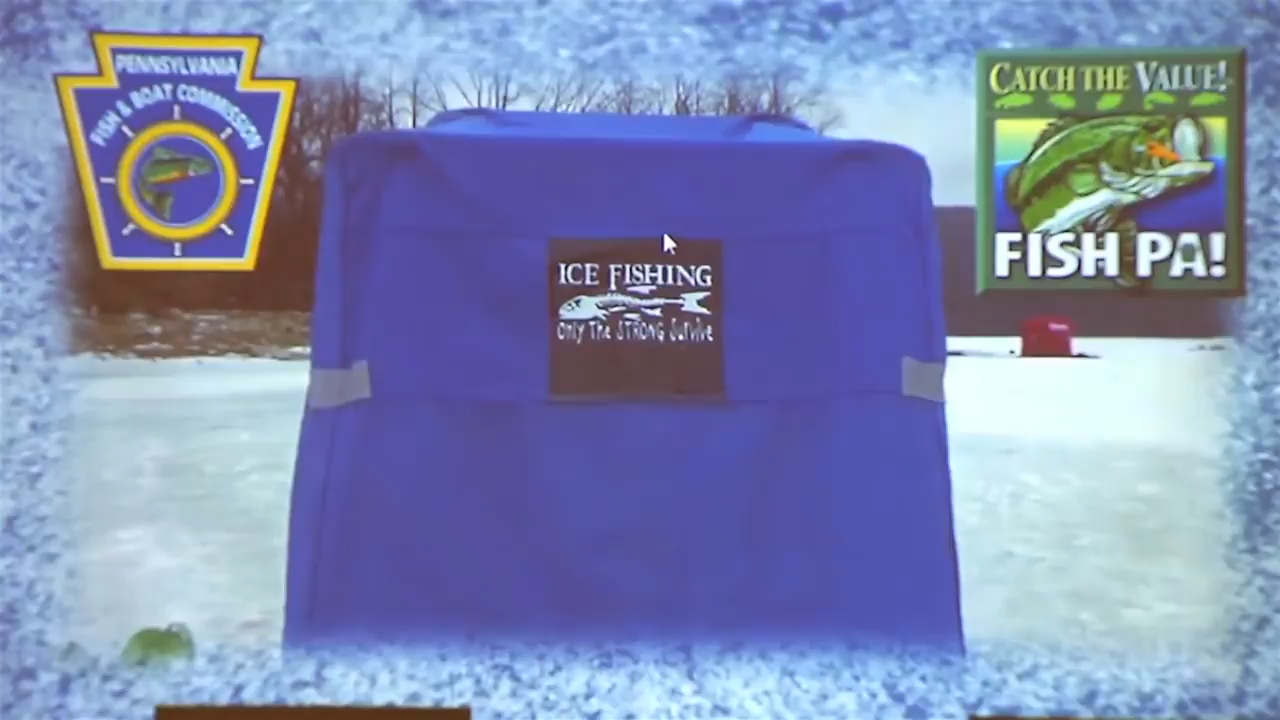 PENNSYLVANIA
FISH & BOAT COMMISSION
CATCH THE VALUE!
FISH PA!
ICE FISHING
Only The STRONG Survive